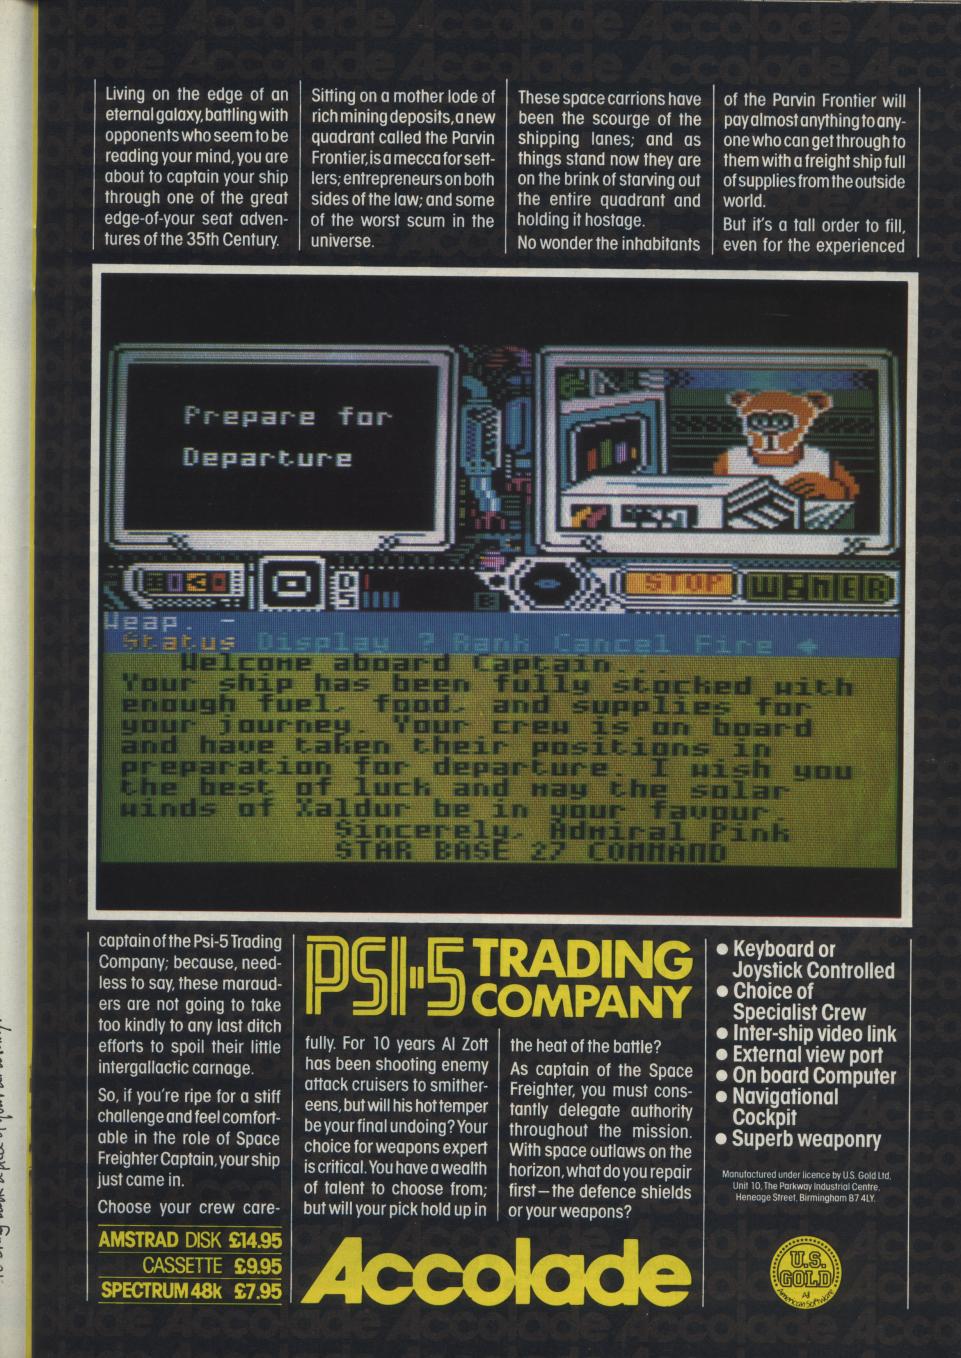 Living on the edge of an
eternal galaxy, battling with
opponents who seem to be
reading your mind, you are
about to captain your ship
through one of the great
edge-of-your seat adven-
tures of the 35th Century.
Sitting on a mother lode of
rich mining deposits, a new
quadrant called the Parvin
Frontier, is a mecca for sett-
lers; entrepreneurs on both
sides of the law; and some
of the worst scum in the
universe.
These space carrions have
been the scourge of the
shipping lanes; and as
things stand now they are
on the brink of starving out
the entire quadrant and
holding it hostage.
No wonder the inhabitants
of the Parvin Frontier will
pay almost anything to any-
one who can get through to
them with a freight ship full
of supplies from the outside
world.
But it's a tall order to fill,
even for the experienced
Prepare for
Departure
STOP
Weap. -
Status Display ? Rank Cancel Fire
Welcome aboard Captain...
Your ship has been fully stocked with
enough fuel, food, and supplies for
your journey. Your crew is on board
and have taken their positions in
preparation for departure. I wish you
the best of luck and may the solar
winds of Xaldur be in your favour.
Sincerely, Admiral Pink
STAR BASE 27 COMMAND
captain of the Psi-5 Trading
Company; because, need-
less to say, these maraud-
ers are not going to take
too kindly to any last ditch
efforts to spoil their little
intergallactic carnage.
So, if you're ripe for a stiff
challenge and feel comfort-
able in the role of Space
Freighter Captain, your ship
just came in.
Choose your crew care-
AMSTRAD DISK £14.95
CASSETTE £9.95
SPECTRUM 48k £7.95
PSI-5 TRADING
COMPANY
fully. For 10 years Al Zott
has been shooting enemy
attack cruisers to smither-
eens, but will his hot temper
be your final undoing? Your
choice for weapons expert
is critical. You have a wealth
of talent to choose from;
but will your pick hold up in
the heat of the battle?
As captain of the Space
Freighter, you must cons-
tantly delegate authority
throughout the mission.
With space outlaws on the
horizon, what do you repair
first—the defence shields
or your weapons?
Accolade
● Keyboard or
Joystick Controlled
● Choice of
Specialist Crew
● Inter-ship video link
● External view port
● On board Computer
● Navigational
Cockpit
● Superb weaponry
Manufactured under licence by U.S. Gold Ltd,
Unit 10, The Parkway Industrial Centre,
Heneage Street, Birmingham B7 4LY.
U.S.
GOLD
All
American Software